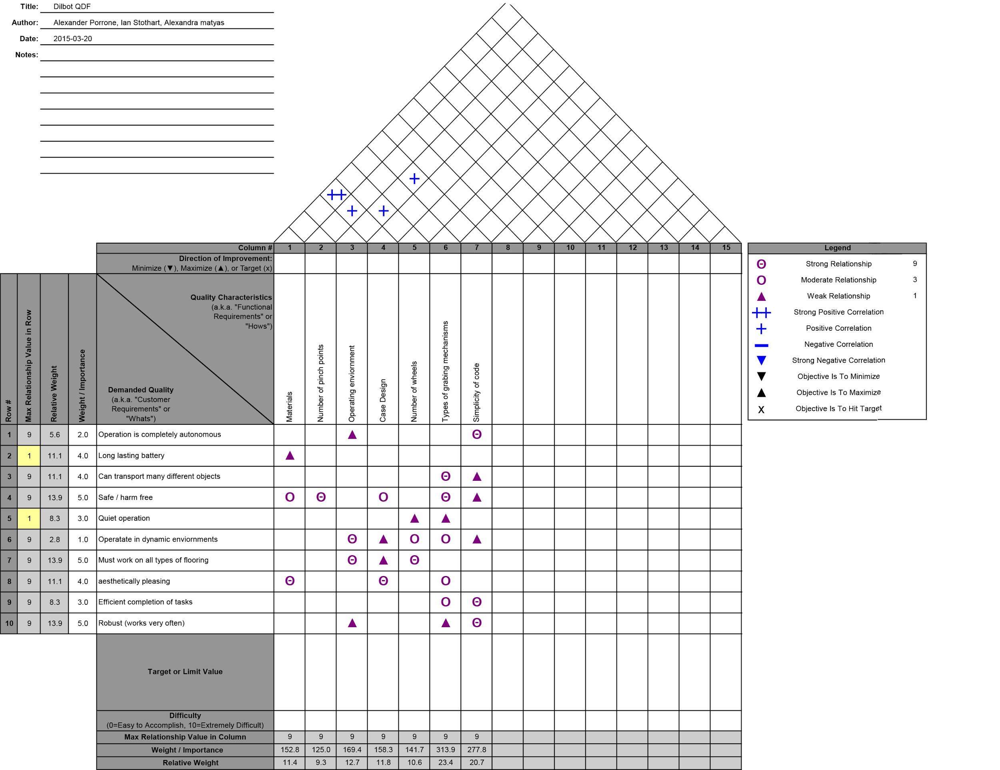 Title: Dilbot QDF
Author: Alexander Porrone, Ian Stothart, Alexandra matyas
Date: 2015-03-20
Notes:
Column # 1 2 3 4 5 6 7 8 9 10 11 12 13 14 15
Direction of Improvement:
Minimize (▼), Maximize (▲), or Target (x)
Row #
Max Relationship Value in Row
Relative Weight
Weight / Importance
Quality Characteristics
(a.k.a. "Functional
Requirements" or
"Hows")
Demanded Quality
(a.k.a. "Customer
Requirements" or
"Whats")
Materials
Number of pinch points
Operating enviornment
Case Design
Number of wheels
Types of grabing mechanisms
Simplicity of code
Legend
Θ Strong Relationship 9
Ο Moderate Relationship 3
▲ Weak Relationship 1
┼┼ Strong Positive Correlation
┼ Positive Correlation
▬ Negative Correlation
▼ Strong Negative Correlation
▼ Objective Is To Minimize
▲ Objective Is To Maximize
x Objective Is To Hit Target
1 9 5.6 2.0 Operation is completely autonomous ▲ Θ
2 1 11.1 4.0 Long lasting battery ▲
3 9 11.1 4.0 Can transport many different objects Θ ▲
4 9 13.9 5.0 Safe / harm free Ο Θ Ο Θ ▲
5 1 8.3 3.0 Quiet operation ▲ ▲
6 9 2.8 1.0 Operatate in dynamic enviornments Θ ▲ Ο Ο ▲
7 9 13.9 5.0 Must work on all types of flooring Θ ▲ Θ
8 9 11.1 4.0 aesthetically pleasing Θ Θ Ο
9 9 8.3 3.0 Efficient completion of tasks Ο Θ
10 9 13.9 5.0 Robust (works very often) ▲ ▲ Θ
Target or Limit Value
Difficulty
(0=Easy to Accomplish, 10=Extremely Difficult)
Max Relationship Value in Column 9 9 9 9 9 9 9
Weight / Importance 152.8 125.0 169.4 158.3 141.7 313.9 277.8
Relative Weight 11.4 9.3 12.7 11.8 10.6 23.4 20.7